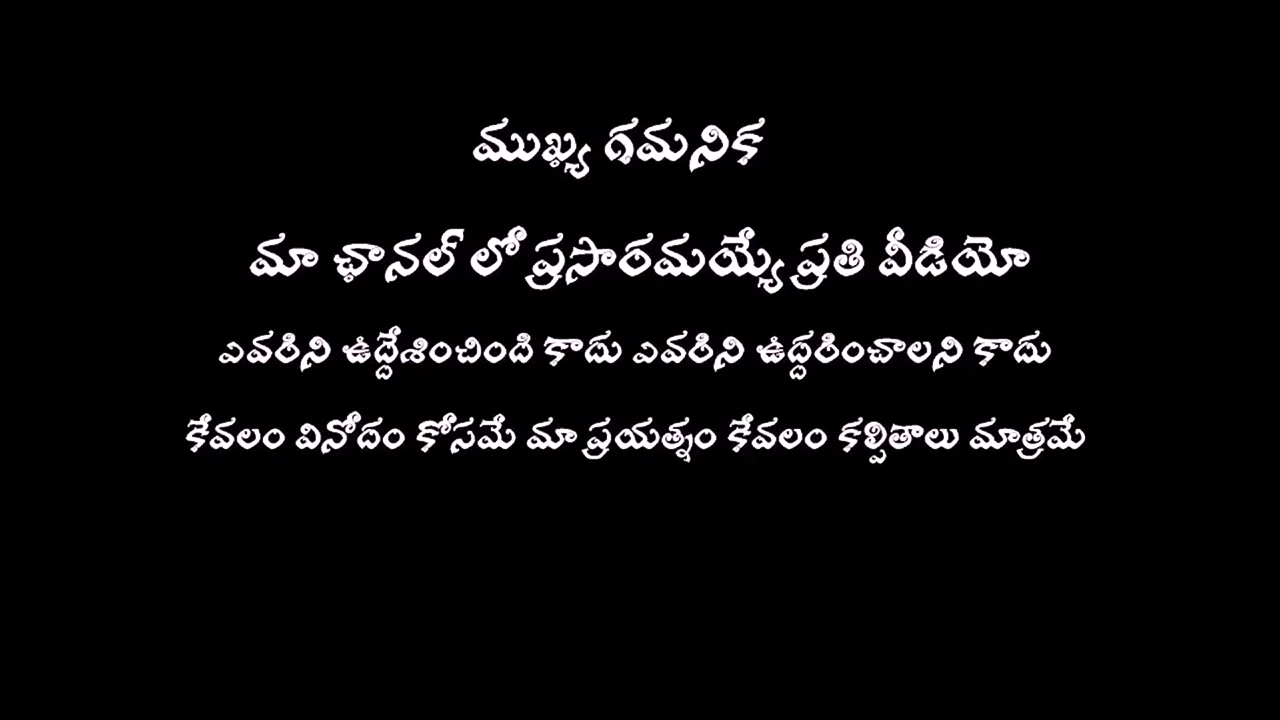 ముఖ్య గమనిక
మా ఛానల్ లో ప్రసారమయ్యే ప్రతి వీడియో
ఎవరిని ఉద్దేశించింది కాదు ఎవరిని ఉద్ధరించాలని కాదు
కేవలం వినోదం కోసమే మా ప్రయత్నం కేవలం కల్పితాలు మాత్రమే